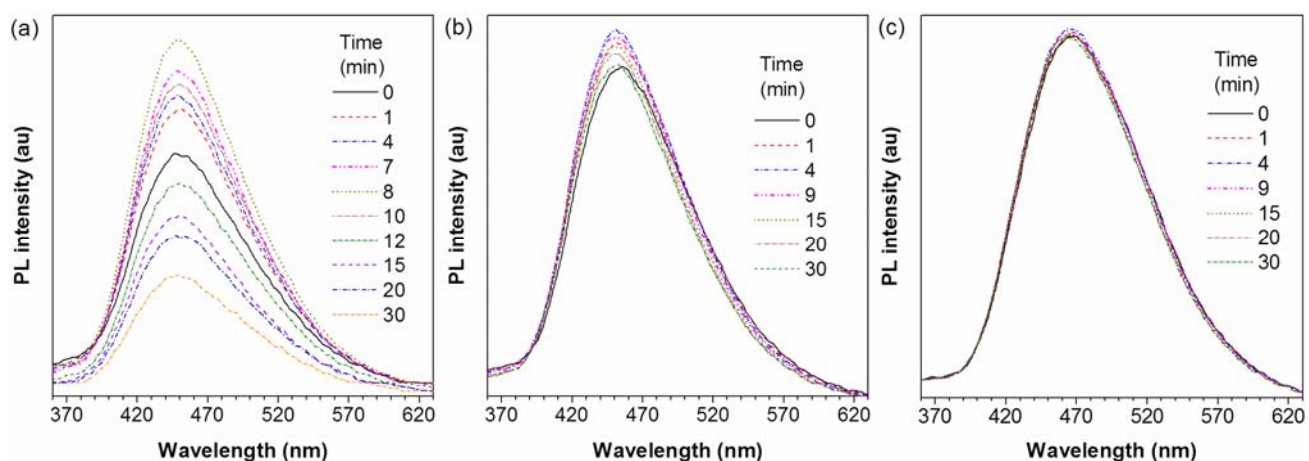 (a)
Time
(min)
0
1
4
7
8
10
12
15
20
30
PL intensity (au)
370 420 470 520 570 620
Wavelength (nm)
(b)
Time
(min)
0
1
4
9
15
20
30
PL intensity (au)
370 420 470 520 570 620
Wavelength (nm)
(c)
Time
(min)
0
1
4
9
15
20
30
PL intensity (au)
370 420 470 520 570 620
Wavelength (nm)